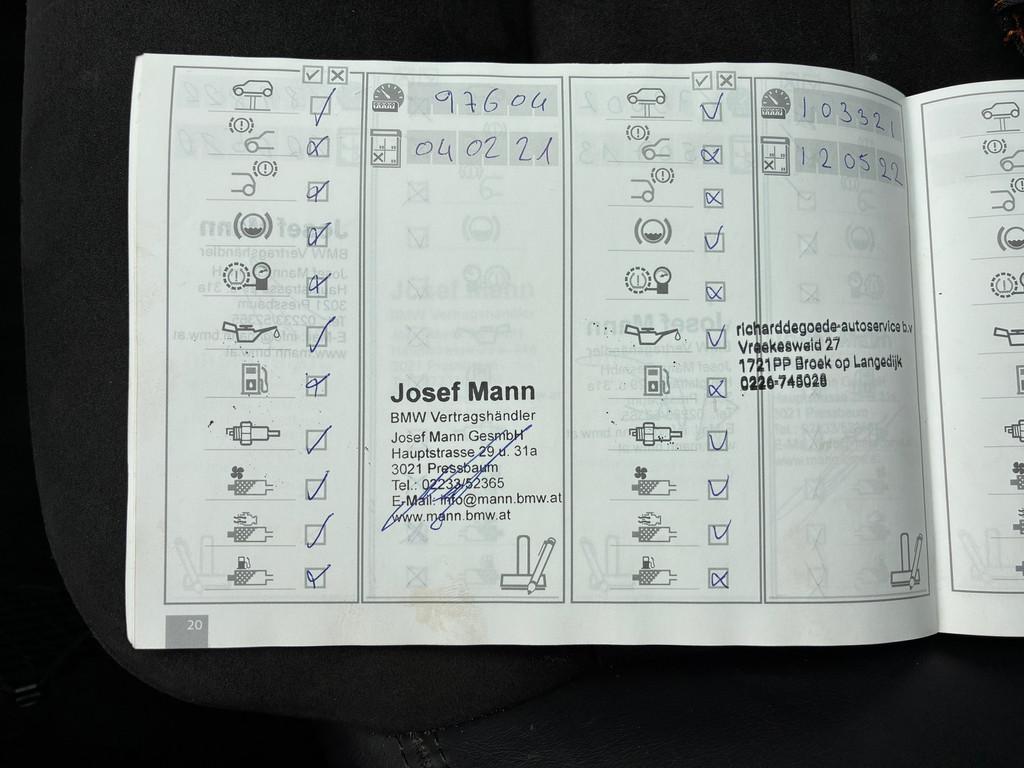 97604
04 02 21
Josef Mann
BMW Vertragshändler
Josef Mann GesmbH
Hauptstrasse 29 u. 31a
3021 Pressbaum
Tel.: 02233/52365
E-Mail: info@mann.bmw.at
www.mann.bmw.at
103321
12 05 22
richarddegoede-autoservice b.v
Vroekesweid 27
1721PP Broek op Langedijk
0226-745028
20